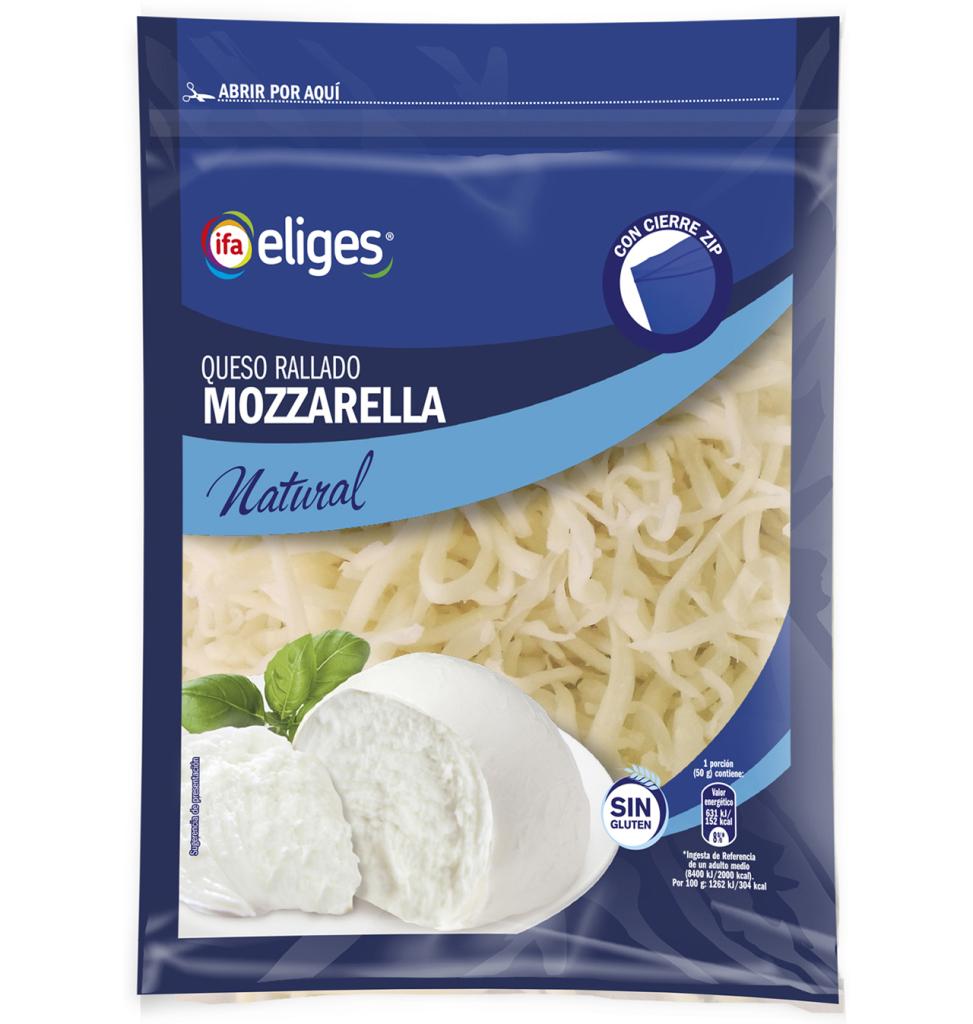 ABRIR POR AQUÍ
ifa eliges®
CON CIERRE ZIP
QUESO RALLADO
MOZZARELLA
Natural
Sugerencia de presentación
SIN
GLUTEN
1 porción
(50 g) contiene:
Valor
energético
631 kJ/
152 kcal
8%*
*Ingesta de Referencia
de un adulto medio
(8400 kJ/2000 kcal).
Por 100 g: 1262 kJ/304 kcal